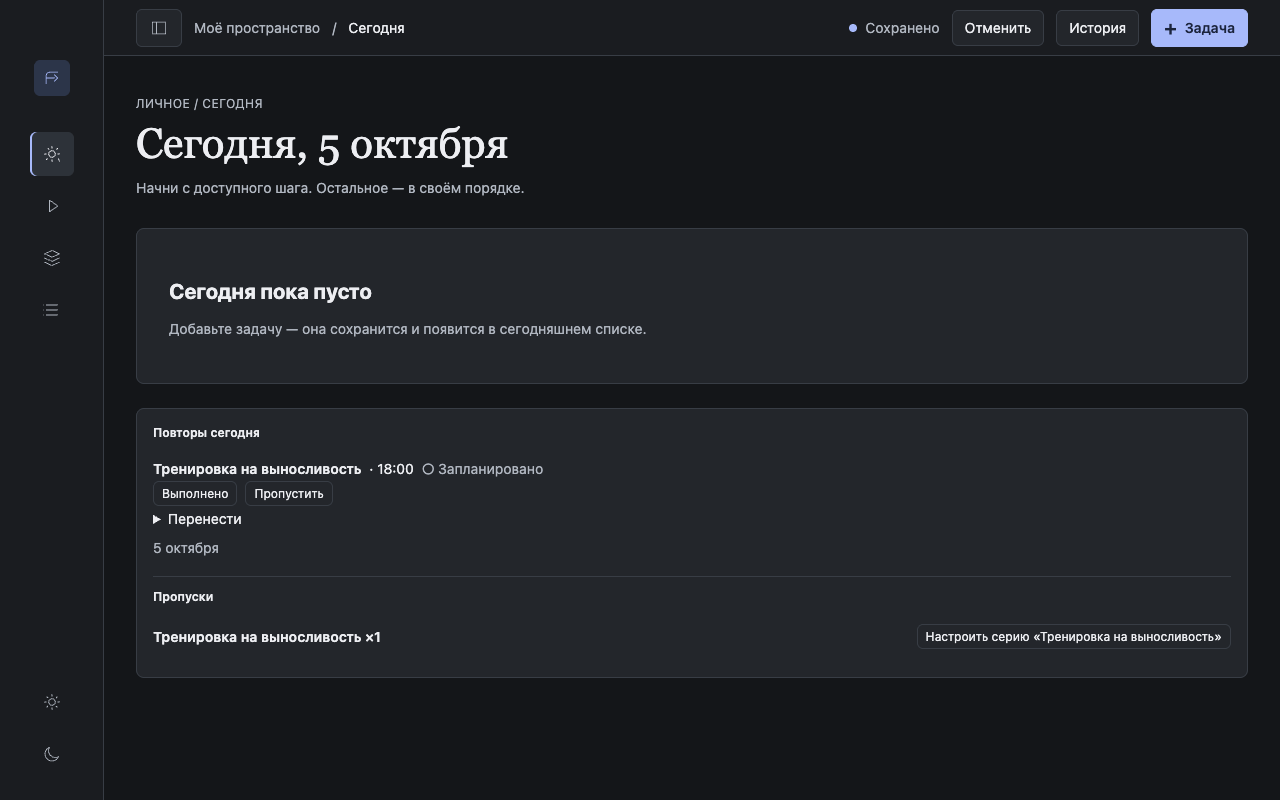 Моё пространство / Сегодня
Сохранено
Отменить
История
+ Задача
ЛИЧНОЕ / СЕГОДНЯ
Сегодня, 5 октября
Начни с доступного шага. Остальное — в своём порядке.
Сегодня пока пусто
Добавьте задачу — она сохранится и появится в сегодняшнем списке.
Повторы сегодня
Тренировка на выносливость · 18:00 Запланировано
Выполнено Пропустить
Перенести
5 октября
Пропуски
Тренировка на выносливость ×1
Настроить серию «Тренировка на выносливость»